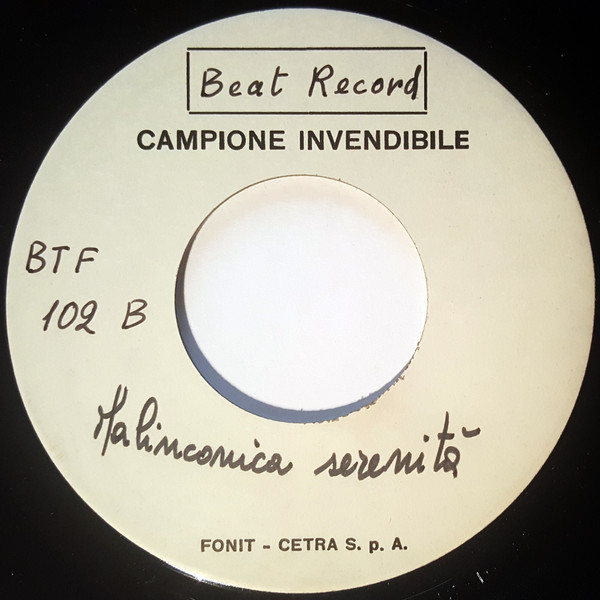 Beat Record
CAMPIONE INVENDIBILE
BTF
102 B
Malinconica serenità
FONIT - CETRA S. p. A.